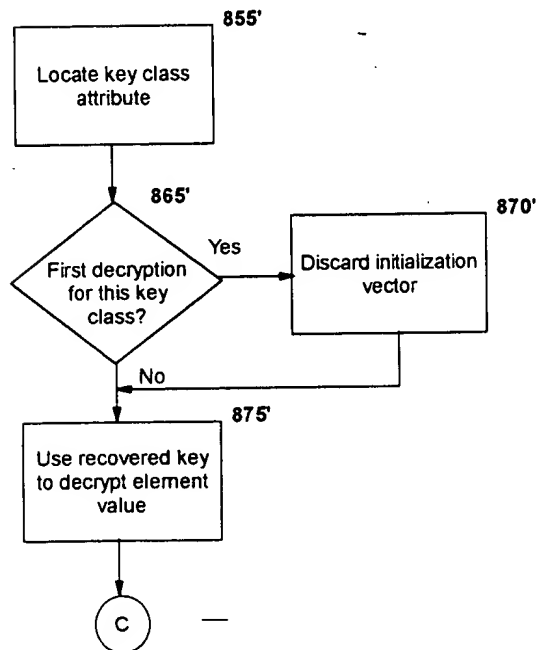 855'
Locate key class
attribute
865'
First decryption
for this key
class?
Yes
870'
Discard initialization
vector
No
875'
Use recovered key
to decrypt element
value
C